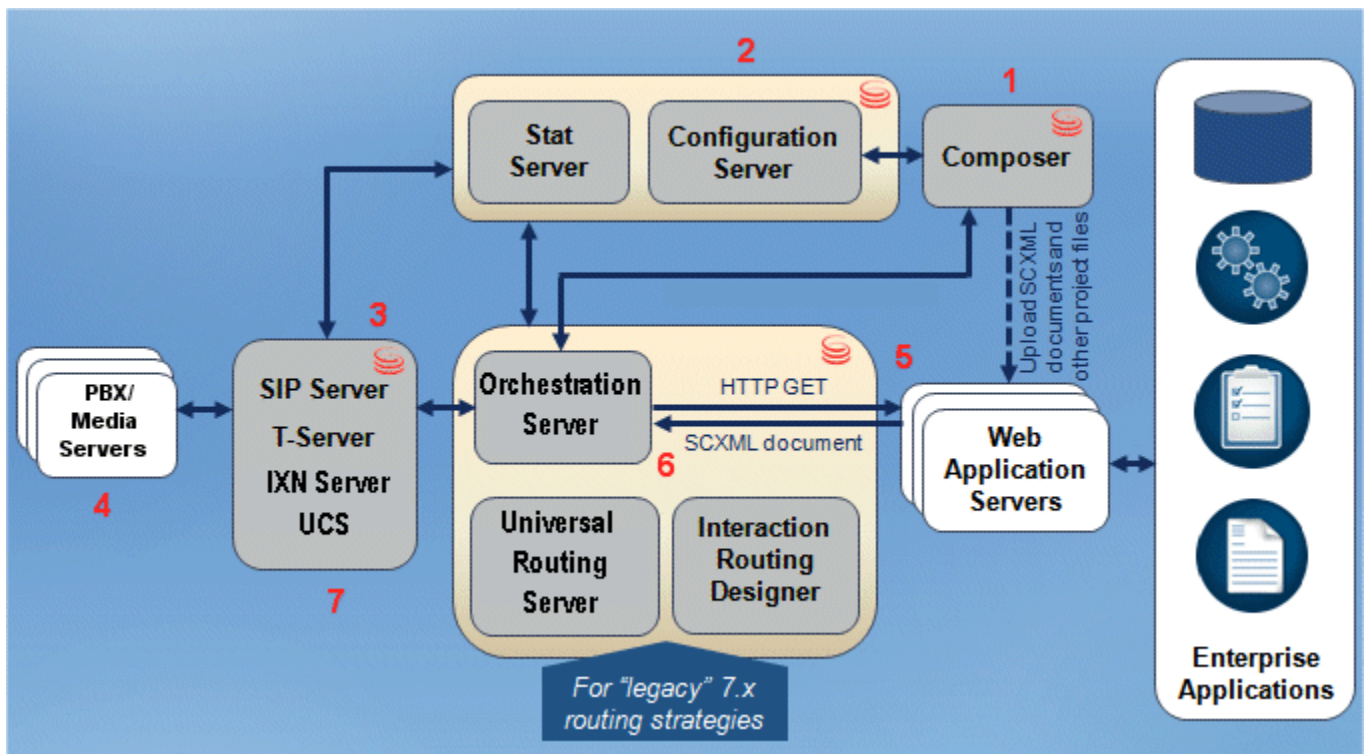 2
1
Stat
Server
Configuration
Server
Composer
Upload SCXML
documents and
other project files
3
PBX/
Media
Servers
4
SIP Server
T-Server
IXN Server
UCS
7
Orchestration
Server
HTTP GET
SCXML document
5
6
Web
Application
Servers
Universal
Routing
Server
Interaction
Routing
Designer
For “legacy” 7.x
routing strategies
Enterprise
Applications